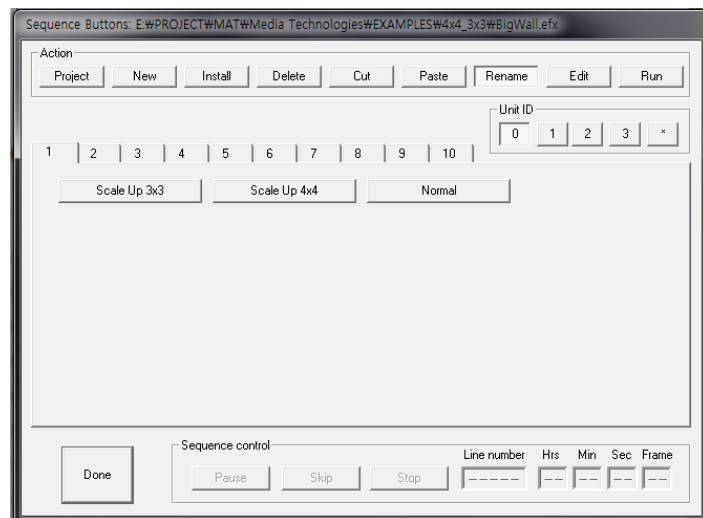 Sequence Buttons: E:₩PROJECT₩MAT₩Media Technologies₩EXAMPLES₩4x4_3x3₩BigWall.efx
Action
Project New Install Delete Cut Paste Rename Edit Run
Unit ID
0 1 2 3 *
1 2 3 4 5 6 7 8 9 10
Scale Up 3x3 Scale Up 4x4 Normal
Sequence control
Line number Hrs Min Sec Frame
Done Pause Skip Stop ----- -- -- -- --